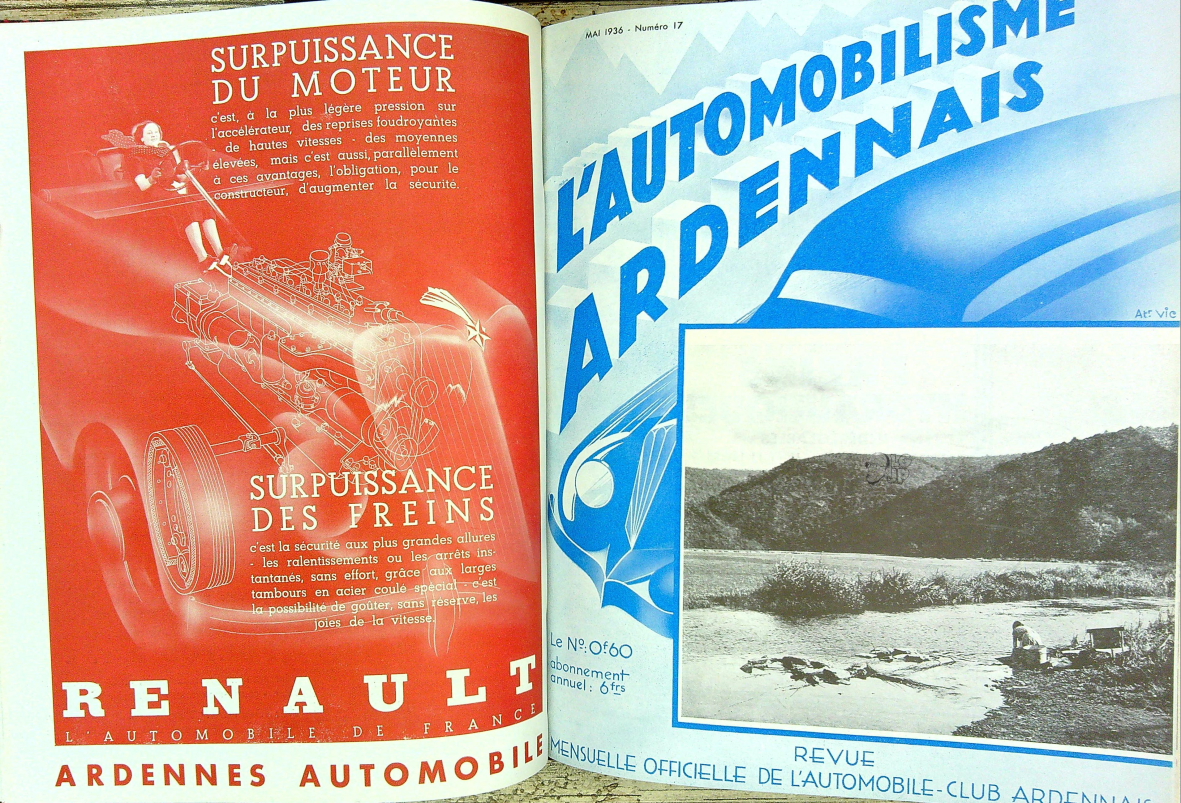 SURPUISSANCE
DU MOTEUR
c'est, à la plus légère pression sur
l'accélérateur, des reprises foudroyantes
- de hautes vitesses - des moyennes
élevées, mais c'est aussi, parallèlement
à ces avantages, l'obligation, pour le
constructeur, d'augmenter la sécurité.
SURPUISSANCE
DES FREINS
c'est la sécurité aux plus grandes allures
- les ralentissements ou les arrêts ins-
tantanés, sans effort, grâce aux larges
tambours en acier coulé spécial - c'est
la possibilité de goûter, sans réserve, les
joies de la vitesse.
RENAULT
L'AUTOMOBILE DE FRANCE
ARDENNES AUTOMOBILE
MAI 1936 - Numéro 17
L'AUTOMOBILISME
ARDENNAIS
Atr Vic
Le No: 0f60
abonnement
annuel: 6frs
REVUE
MENSUELLE OFFICIELLE DE L'AUTOMOBILE-CLUB ARDENNAIS